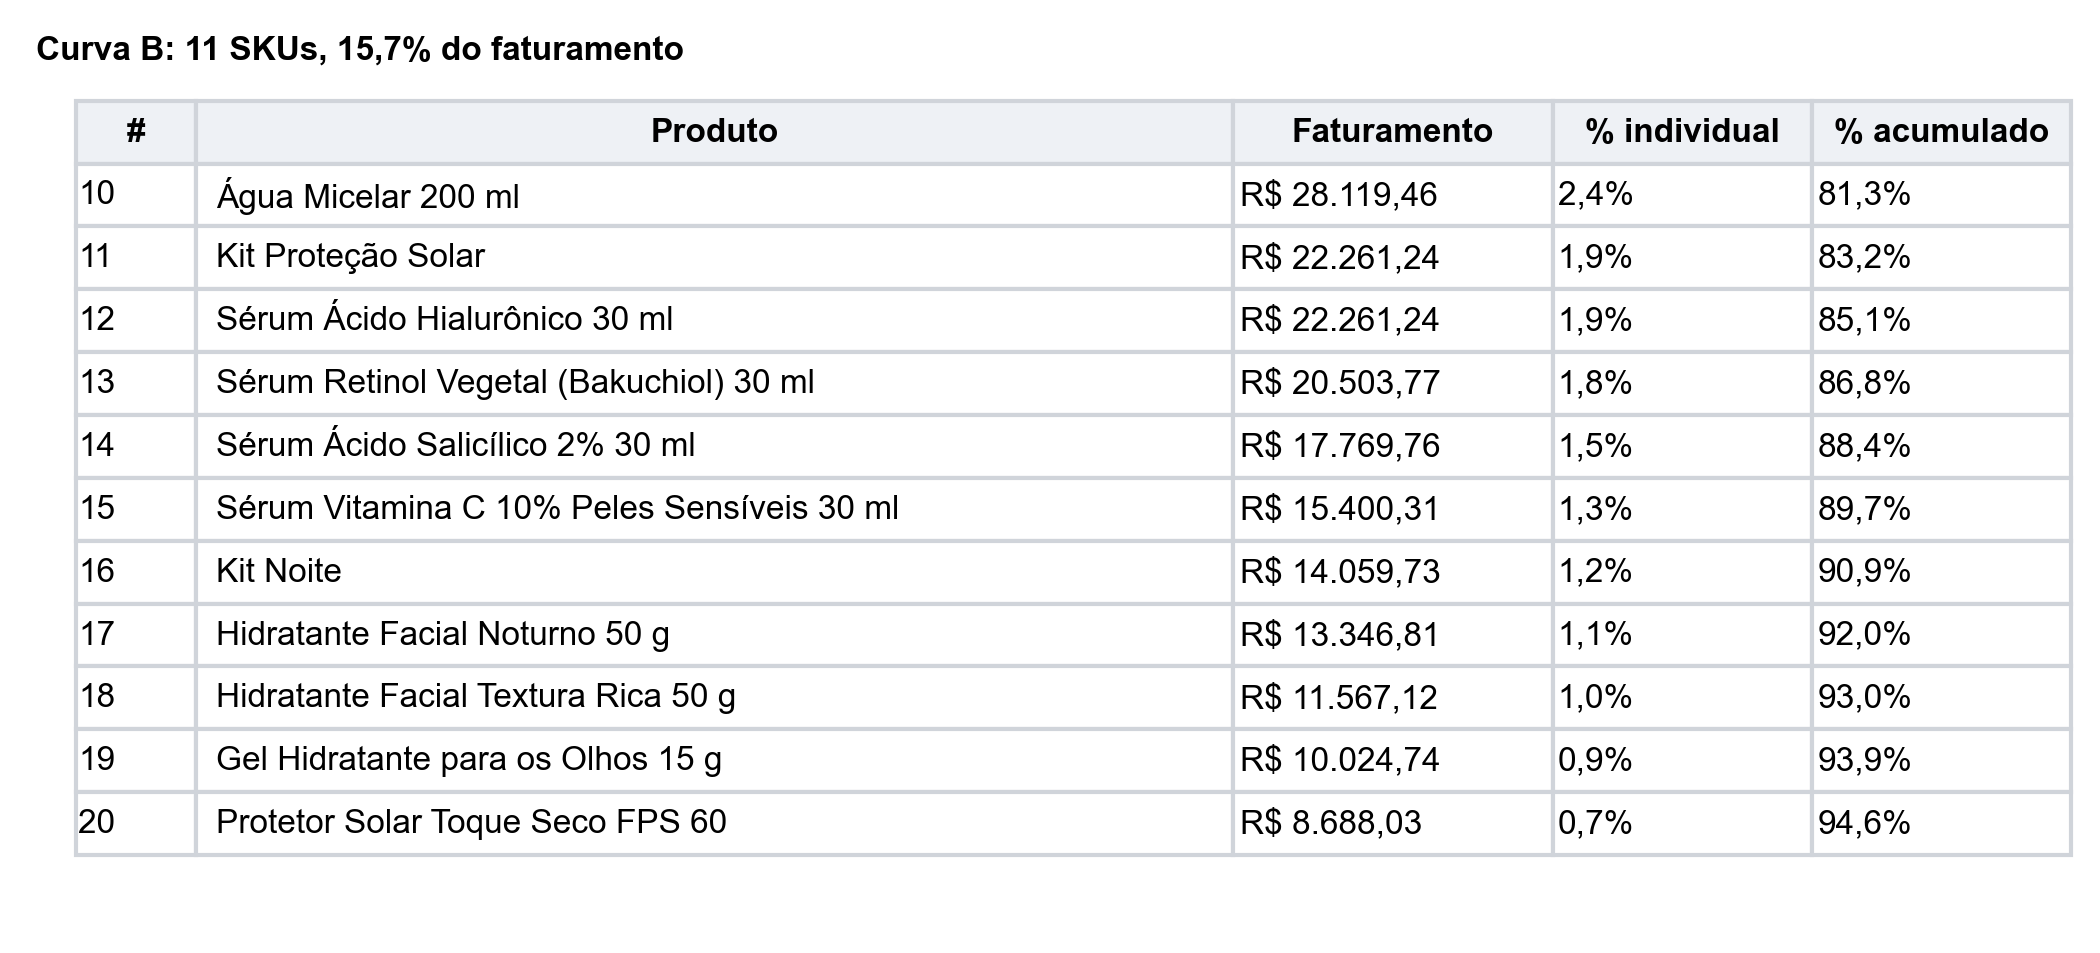 Curva B: 11 SKUs, 15,7% do faturamento
# Produto Faturamento % individual % acumulado
10 Água Micelar 200 ml R$ 28.119,46 2,4% 81,3%
11 Kit Proteção Solar R$ 22.261,24 1,9% 83,2%
12 Sérum Ácido Hialurônico 30 ml R$ 22.261,24 1,9% 85,1%
13 Sérum Retinol Vegetal (Bakuchiol) 30 ml R$ 20.503,77 1,8% 86,8%
14 Sérum Ácido Salicílico 2% 30 ml R$ 17.769,76 1,5% 88,4%
15 Sérum Vitamina C 10% Peles Sensíveis 30 ml R$ 15.400,31 1,3% 89,7%
16 Kit Noite R$ 14.059,73 1,2% 90,9%
17 Hidratante Facial Noturno 50 g R$ 13.346,81 1,1% 92,0%
18 Hidratante Facial Textura Rica 50 g R$ 11.567,12 1,0% 93,0%
19 Gel Hidratante para os Olhos 15 g R$ 10.024,74 0,9% 93,9%
20 Protetor Solar Toque Seco FPS 60 R$ 8.688,03 0,7% 94,6%